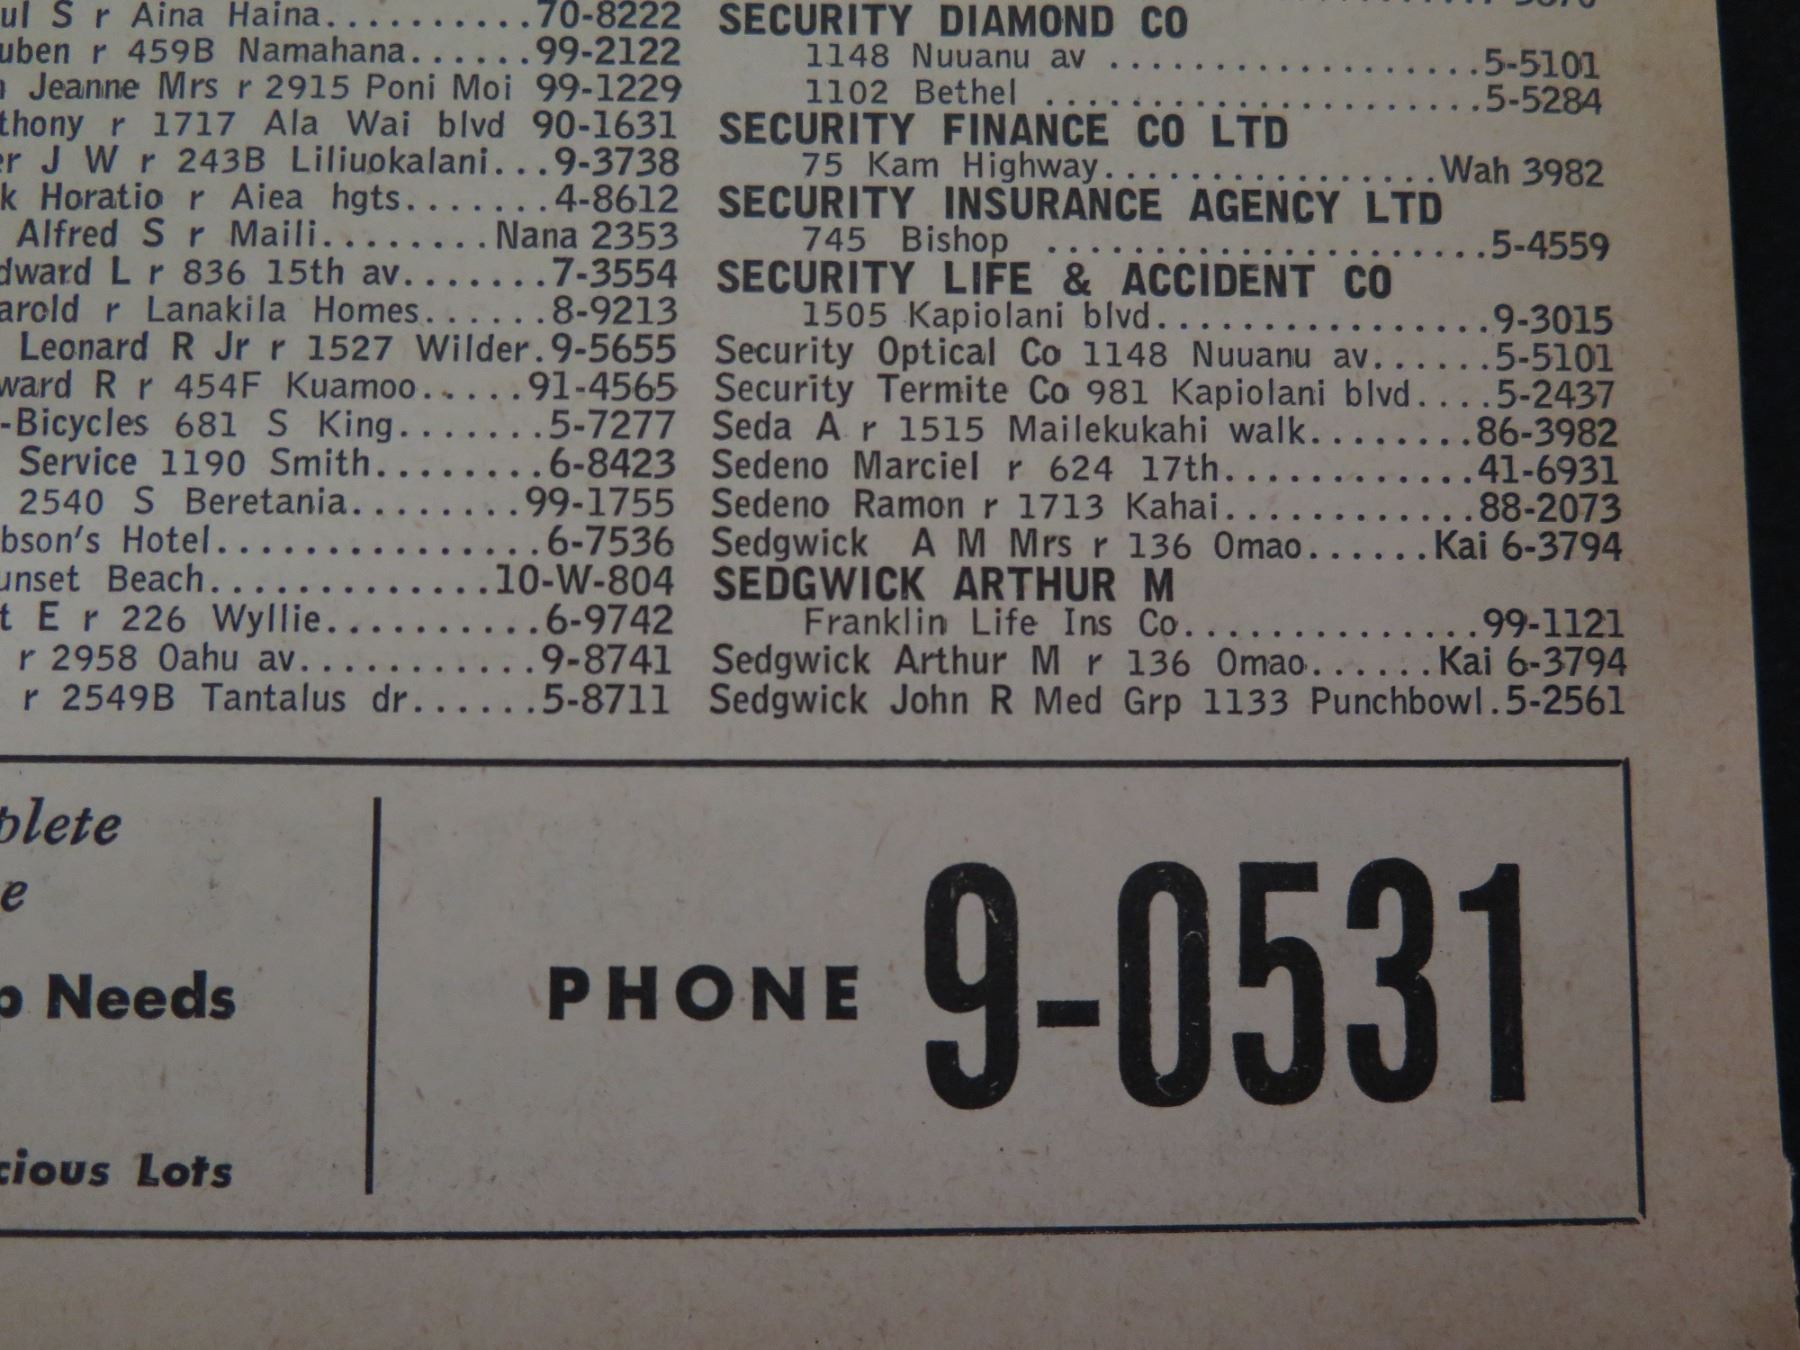 S r Aina Haina..........70-8222
r 459B Namahana......99-2122
Jeanne Mrs r 2915 Poni Moi 99-1229
r 1717 Ala Wai blvd 90-1631
J W r 243B Liliuokalani...9-3738
Horatio r Aiea hgts.......4-8612
Alfred S r Maili........Nana 2353
L r 836 15th av.......7-3554
r Lanakila Homes......8-9213
Leonard R Jr r 1527 Wilder.9-5655
R r 454F Kuamoo.....91-4565
-Bicycles 681 S King.......5-7277
Service 1190 Smith........6-8423
2540 S Beretania........99-1755
Hotel...............6-7536
Beach.............10-W-804
E r 226 Wyllie..........6-9742
r 2958 Oahu av...........9-8741
r 2549B Tantalus dr......5-8711
SECURITY DIAMOND CO
1148 Nuuanu av ..................5-5101
1102 Bethel .....................5-5284
SECURITY FINANCE CO LTD
75 Kam Highway................Wah 3982
SECURITY INSURANCE AGENCY LTD
745 Bishop .....................5-4559
SECURITY LIFE & ACCIDENT CO
1505 Kapiolani blvd................9-3015
Security Optical Co 1148 Nuuanu av......5-5101
Security Termite Co 981 Kapiolani blvd....5-2437
Seda A r 1515 Mailekukahi walk........86-3982
Sedeno Marciel r 624 17th............41-6931
Sedeno Ramon r 1713 Kahai............88-2073
Sedgwick A M Mrs r 136 Omao......Kai 6-3794
SEDGWICK ARTHUR M
Franklin Life Ins Co..............99-1121
Sedgwick Arthur M r 136 Omao......Kai 6-3794
Sedgwick John R Med Grp 1133 Punchbowl.5-2561
Needs
Lots
PHONE 9-0531